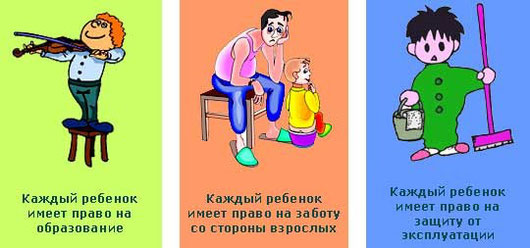 Каждый ребенок
имеет право на
образование
Каждый ребенок
имеет право на заботу
со стороны взрослых
Каждый ребенок
имеет право на
защиту от
эксплуатации